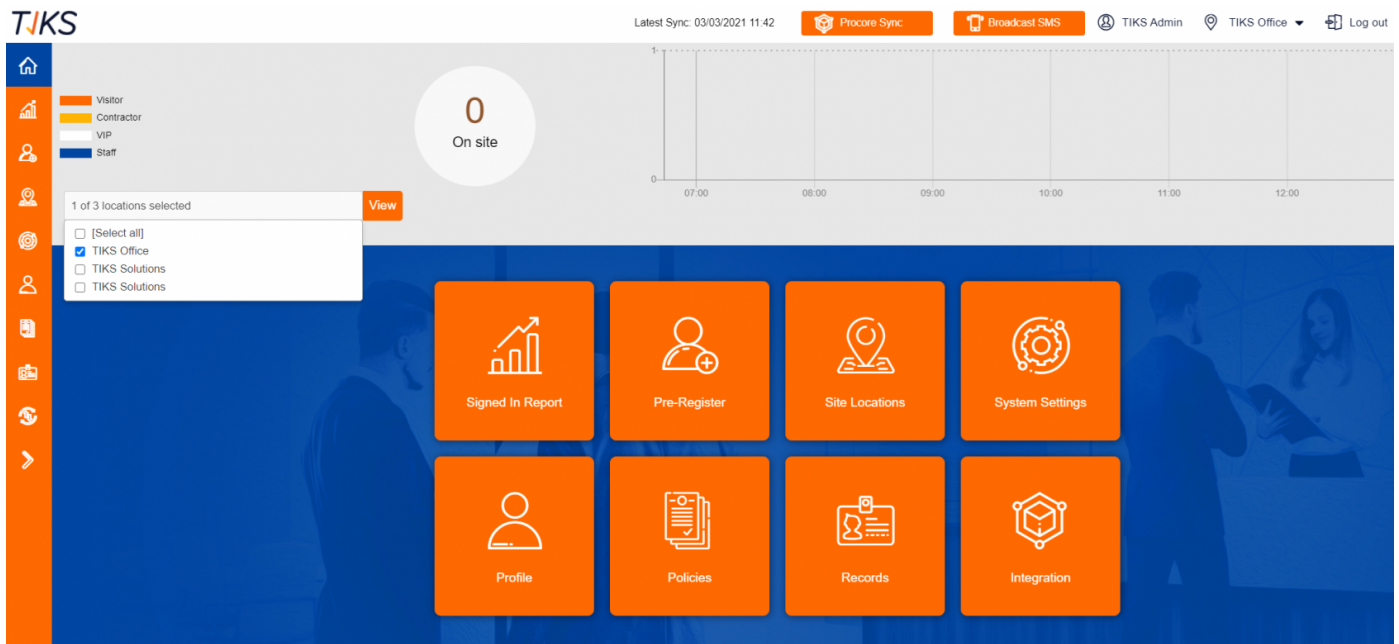 TIKS
Latest Sync: 03/03/2021 11:42
Procore Sync
Broadcast SMS
TIKS Admin
TIKS Office
Log out
Visitor
Contractor
VIP
Staff
0
On site
1
0
07:00
08:00
09:00
10:00
11:00
12:00
1 of 3 locations selected
View
[Select all]
TIKS Office
TIKS Solutions
TIKS Solutions
Signed In Report
Pre-Register
Site Locations
System Settings
Profile
Policies
Records
Integration